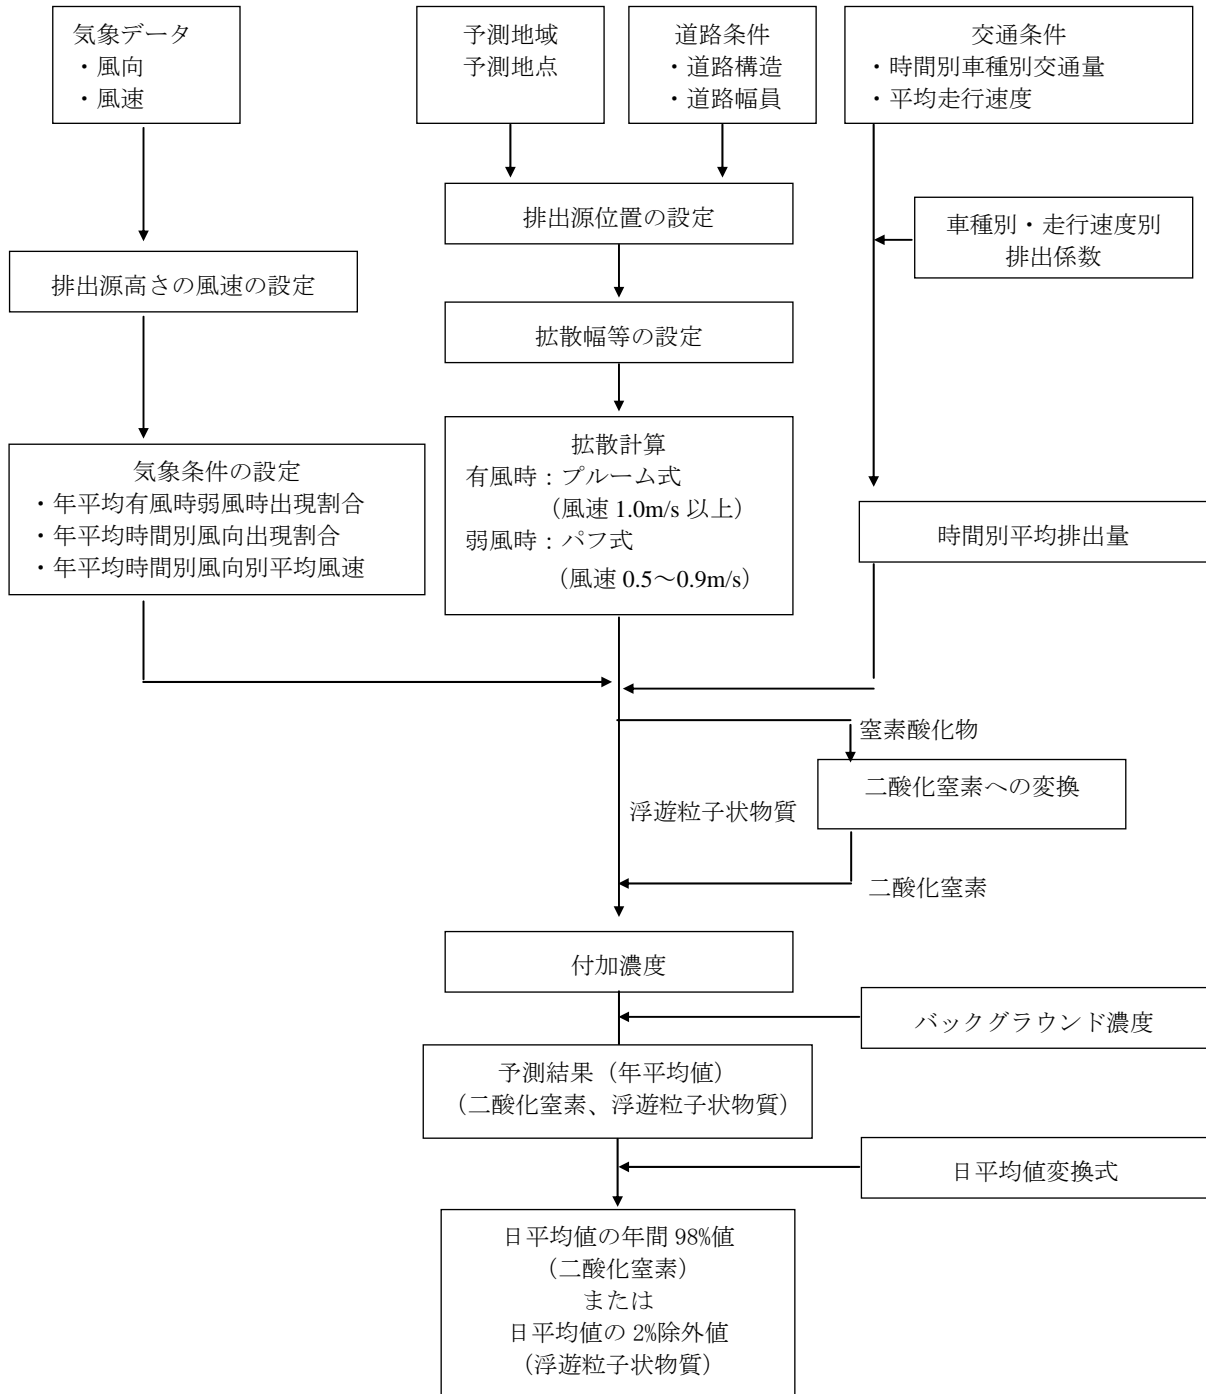 気象データ
・風向
・風速
予測地域
予測地点
道路条件
・道路構造
・道路幅員
交通条件
・時間別車種別交通量
・平均走行速度
排出源位置の設定
車種別・走行速度別
排出係数
排出源高さの風速の設定
拡散幅等の設定
気象条件の設定
・年平均有風時弱風時出現割合
・年平均時間別風向出現割合
・年平均時間別風向別平均風速
拡散計算
有風時：プルーム式
（風速 1.0m/s 以上）
弱風時：パフ式
（風速 0.5～0.9m/s）
時間別平均排出量
窒素酸化物
二酸化窒素への変換
浮遊粒子状物質
二酸化窒素
付加濃度
バックグラウンド濃度
予測結果（年平均値）
（二酸化窒素、浮遊粒子状物質）
日平均値変換式
日平均値の年間 98%値
（二酸化窒素）
または
日平均値の 2%除外値
（浮遊粒子状物質）